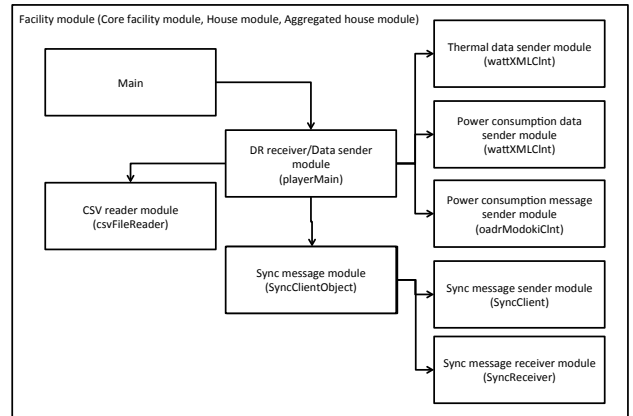 Facility module (Core facility module, House module, Aggregated house module)
Main
Thermal data sender module
(wattXMLClnt)
Power consumption data
sender module
(wattXMLClnt)
DR receiver/Data sender
module
(playerMain)
CSV reader module
(csvFileReader)
Power consumption message
sender module
(oadrModokiClnt)
Sync message module
(SyncClientObject)
Sync message sender module
(SyncClient)
Sync message receiver module
(SyncReceiver)